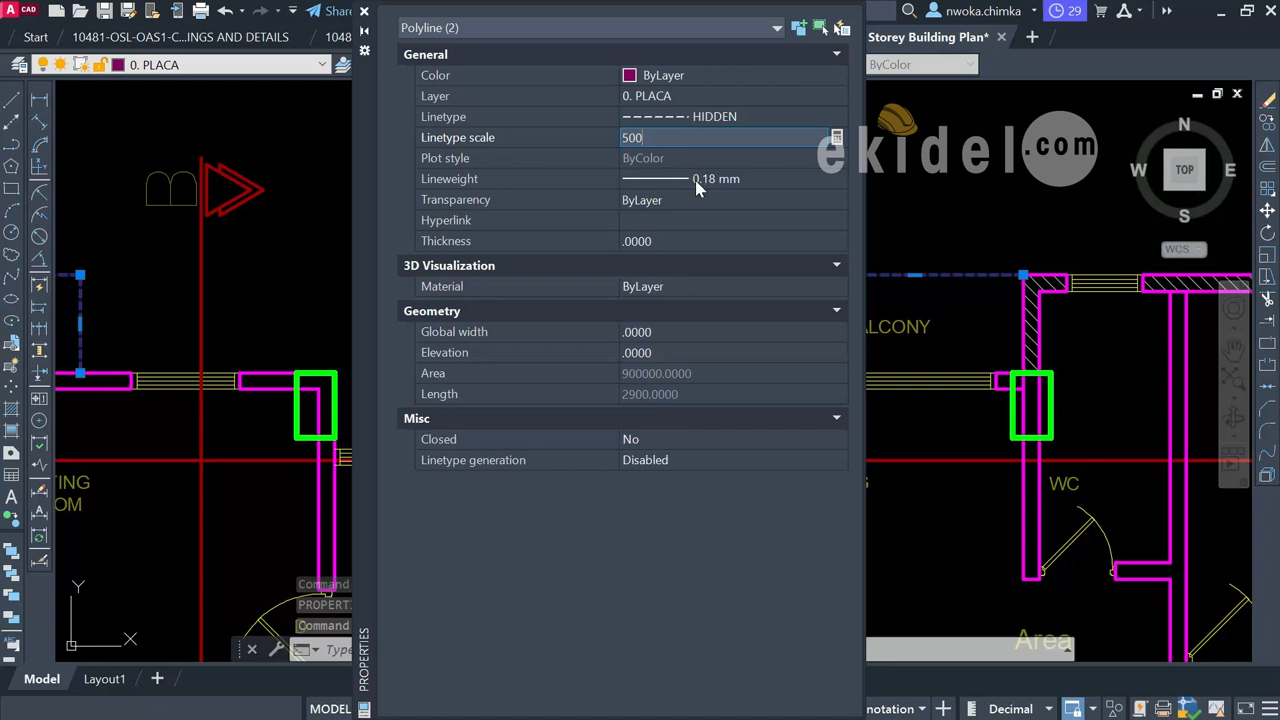 A CAD
Share
nwoka.chimka
29
Start
10481-OSL-OAS1-C...INGS AND DETAILS
1048
Storey Building Plan*
0. PLACA
ByColor
Polyline (2)
General
Color ByLayer
Layer 0. PLACA
Linetype HIDDEN
Linetype scale 500
Plot style ByColor
Lineweight 0.18 mm
Transparency ByLayer
Hyperlink
Thickness .0000
3D Visualization
Material ByLayer
Geometry
Global width .0000
Elevation .0000
Area 900000.0000
Length 2900.0000
Misc
Closed No
Linetype generation Disabled
PROPERTIES
ekidel.com
N
W TOP E
S
WCS
B
ALCONY
TING
OM
WC
Area
Y
X
Command
PROPERTI
Command
Type
Model
Layout1
MODEL
nnotation
Decimal